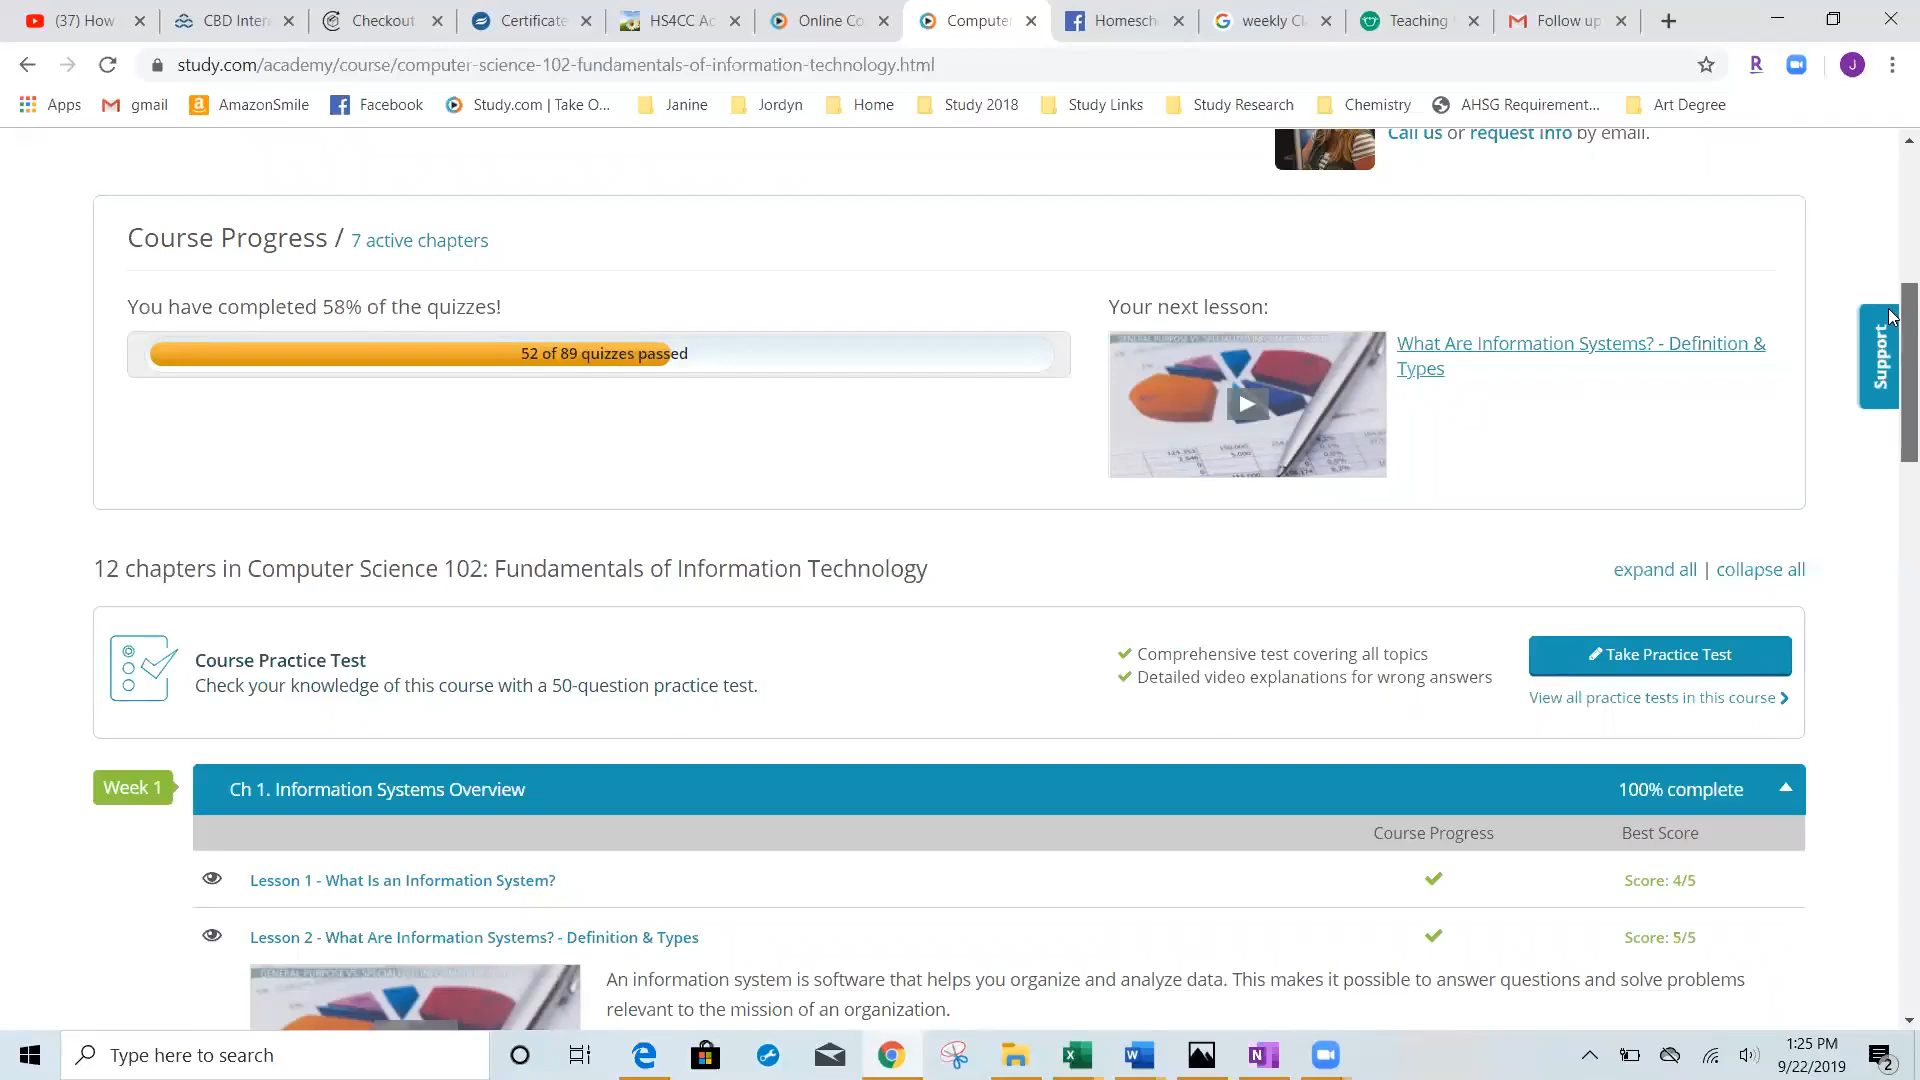 (37) How
CBD Inter
Checkout
Certificate
HS4CC Ac
Online Co
Computer
Homesch
weekly Cl
Teaching
Follow up
study.com/academy/course/computer-science-102-fundamentals-of-information-technology.html
R
J
Apps
gmail
AmazonSmile
Facebook
Study.com | Take O...
Janine
Jordyn
Home
Study 2018
Study Links
Study Research
Chemistry
AHSG Requirement...
Art Degree
Call us or request info by email.
Course Progress / 7 active chapters
You have completed 58% of the quizzes!
52 of 89 quizzes passed
Your next lesson:
What Are Information Systems? - Definition &
Types
Support
12 chapters in Computer Science 102: Fundamentals of Information Technology
expand all | collapse all
Course Practice Test
Check your knowledge of this course with a 50-question practice test.
Comprehensive test covering all topics
Detailed video explanations for wrong answers
Take Practice Test
View all practice tests in this course
Week 1
Ch 1. Information Systems Overview
100% complete
Course Progress
Best Score
Lesson 1 - What Is an Information System?
Score: 4/5
Lesson 2 - What Are Information Systems? - Definition & Types
Score: 5/5
GENERAL PURPOSE VS. SPECIALIZED
An information system is software that helps you organize and analyze data. This makes it possible to answer questions and solve problems
relevant to the mission of an organization.
Type here to search
1:25 PM
9/22/2019
2